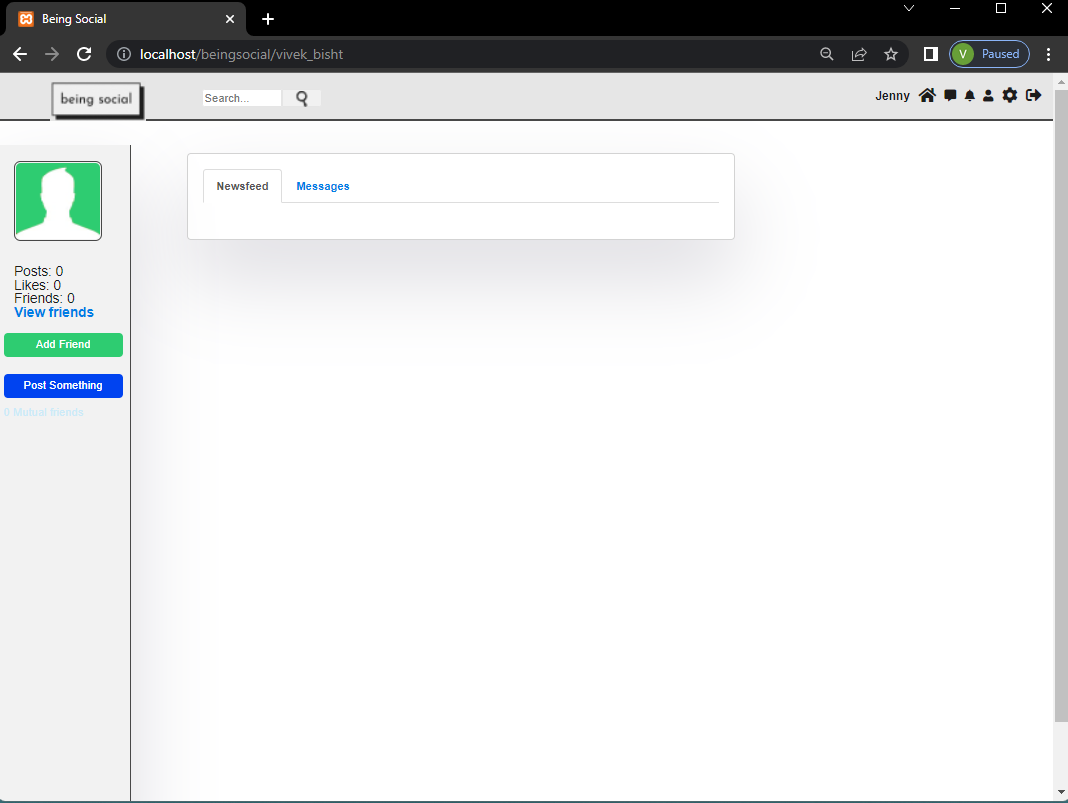 Being Social
localhost/beingsocial/vivek_bisht
V Paused
being social
Search...
Jenny
Newsfeed Messages
Posts: 0
Likes: 0
Friends: 0
View friends
Add Friend
Post Something
0 Mutual friends